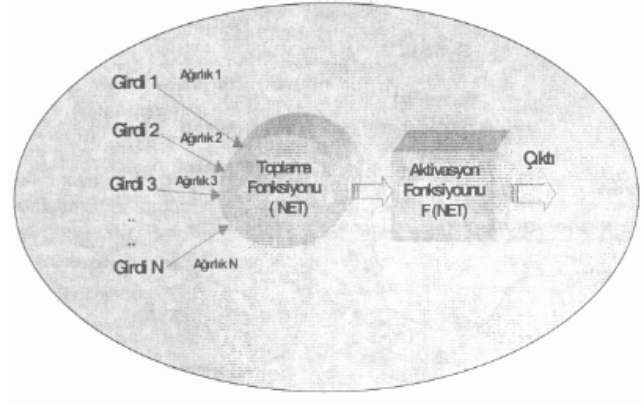 Girdi 1
Ağırlık 1
Girdi 2
Ağırlık 2
Girdi 3
Ağırlık 3
..
..
Girdi N
Ağırlık N
Toplama
Fonksiyonu
( NET)
Aktivasyon
Fonksiyounu
F (NET)
Çıktı